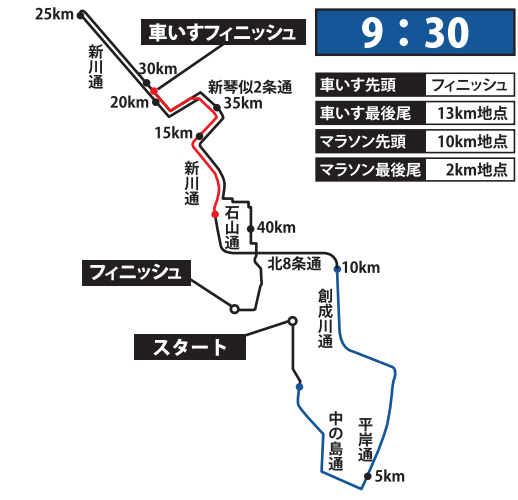 25km
車いすフィニッシュ
9：30
新川通
30km
新琴似2条通
車いす先頭 フィニッシュ
20km
35km
車いす最後尾 13km地点
15km
マラソン先頭 10km地点
新川通
マラソン最後尾 2km地点
石山通
40km
北8条通
10km
フィニッシュ
創成川通
スタート
中の島通
平岸通
5km